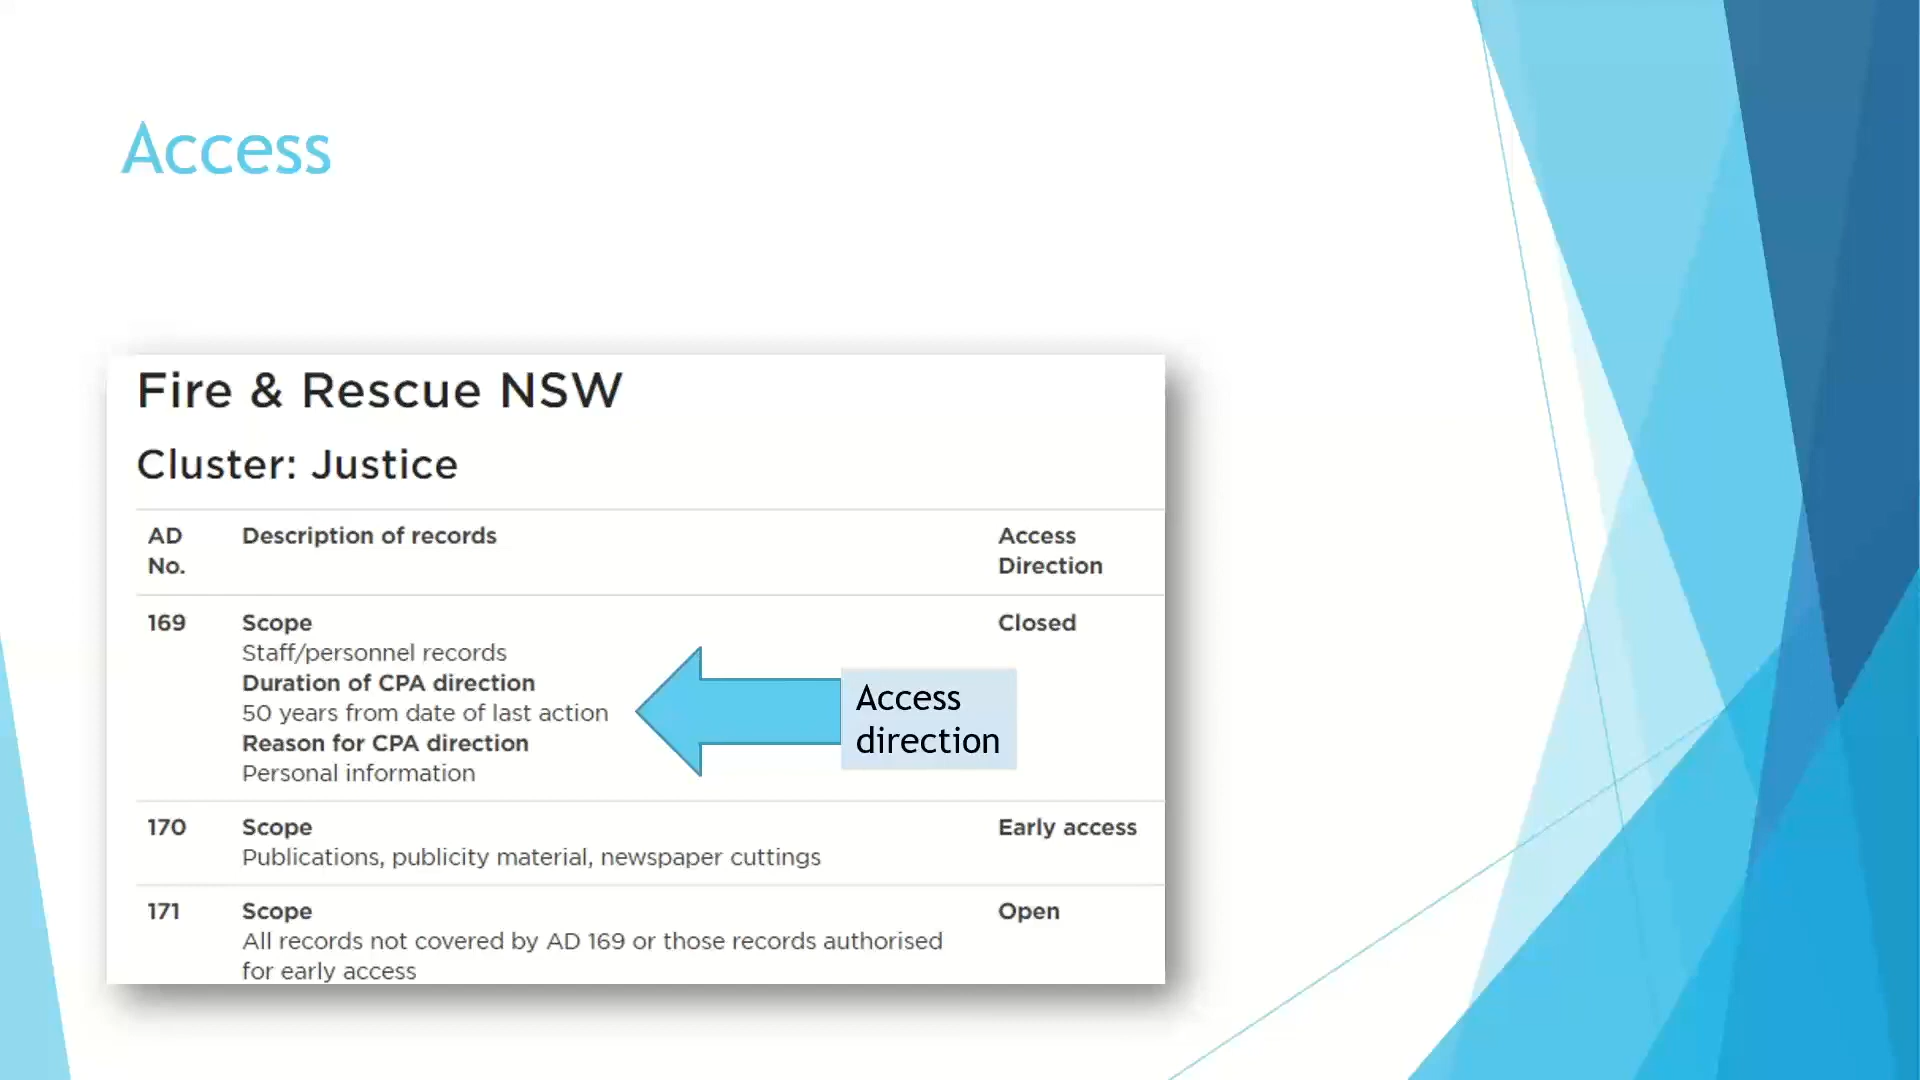 Access
Fire & Rescue NSW
Cluster: Justice
AD No.
Description of records
Access Direction
169
Scope
Closed
Staff/personnel records
Duration of CPA direction
50 years from date of last action
Reason for CPA direction
Personal information
Access
direction
170
Scope
Early access
Publications, publicity material, newspaper cuttings
171
Scope
Open
All records not covered by AD 169 or those records authorised
for early access